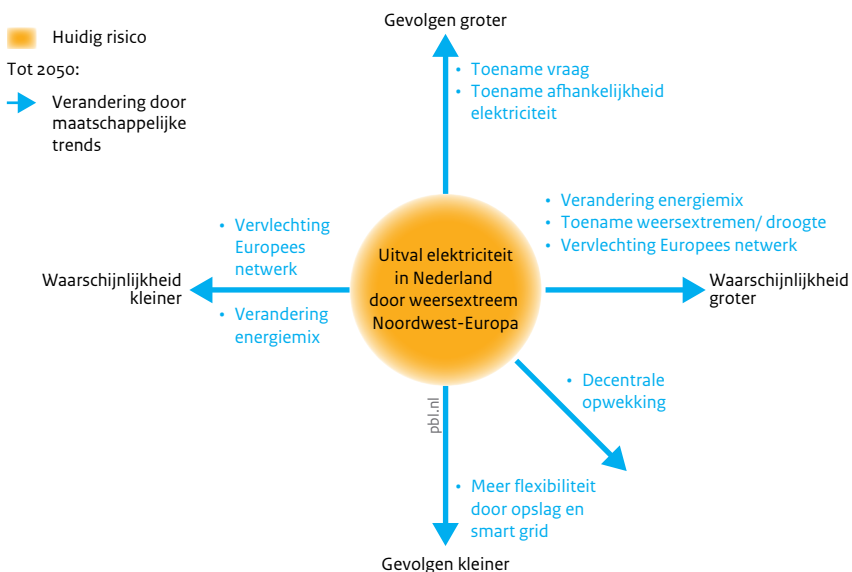 Gevolgen groter
Huidig risico
Tot 2050:
Verandering door
maatschappelijke
trends
• Toename vraag
• Toename afhankelijkheid
elektriciteit
• Verandering energiemix
• Toename weersextremen/ droogte
• Vervlechting Europees netwerk
• Vervlechting
Europees
netwerk
Uitval elektriciteit
in Nederland
door weersextreem
Noordwest-Europa
Waarschijnlijkheid
kleiner
Waarschijnlijkheid
groter
• Verandering
energiemix
• Decentrale
opwekking
pbl.nl
• Meer flexibiliteit
door opslag en
smart grid
Gevolgen kleiner